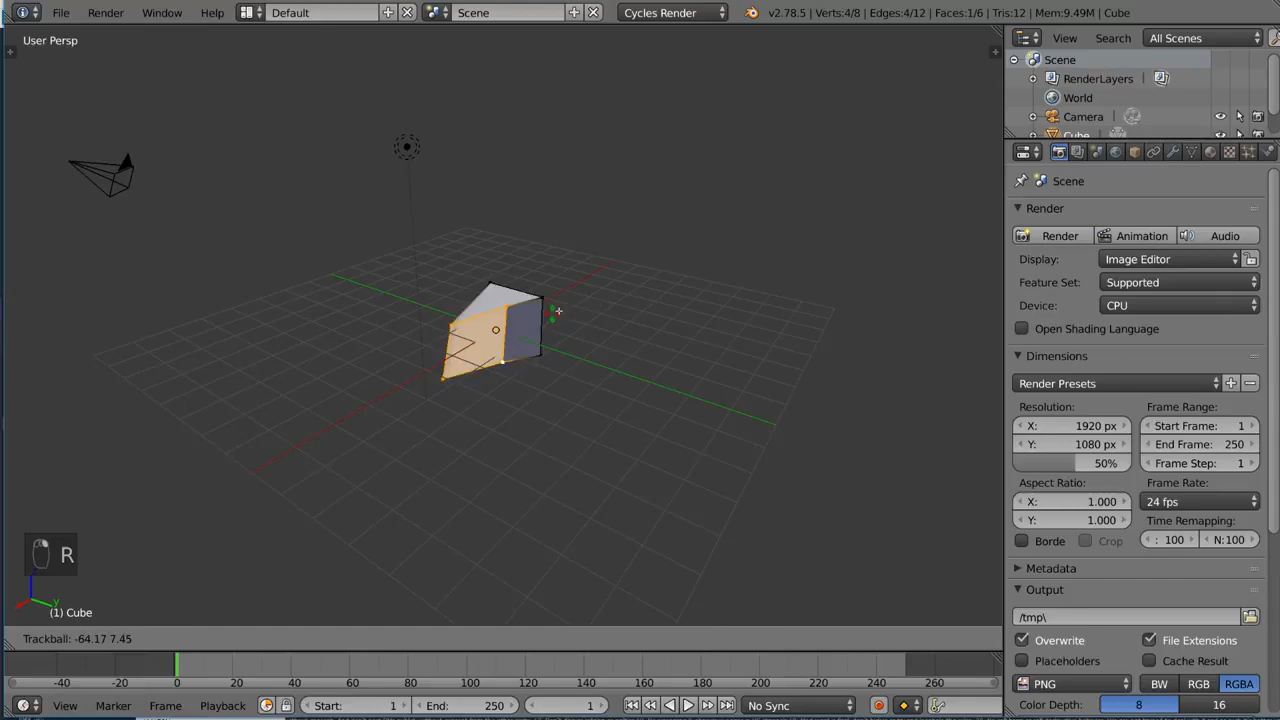 File Render Window Help Default Scene Cycles Render v2.78.5 | Verts:4/8 | Edges:4/12 | Faces:1/6 | Tris:12 | Mem:9.49M | Cube
User Persp
View Search All Scenes
Scene
RenderLayers
World
Camera
Cube
Scene
Render
Render Animation Audio
Display: Image Editor
Feature Set: Supported
Device: CPU
Open Shading Language
Dimensions
Render Presets
Resolution: Frame Range:
X: 1920 px Start Frame: 1
Y: 1080 px End Frame: 250
50% Frame Step: 1
Aspect Ratio: Frame Rate:
X: 1.000 24 fps
Y: 1.000 Time Remapping:
Borde Crop : 100 N:100
Metadata
Output
/tmp\
Overwrite File Extensions
Placeholders Cache Result
PNG BW RGB RGBA
Color Depth: 8 16
R
y
(1) Cube
Trackball: -64.17 7.45
-40 -20 0 20 40 60 80 100 120 140 160 180 200 220 240 260
View Marker Frame Playback Start: 1 End: 250 1 No Sync